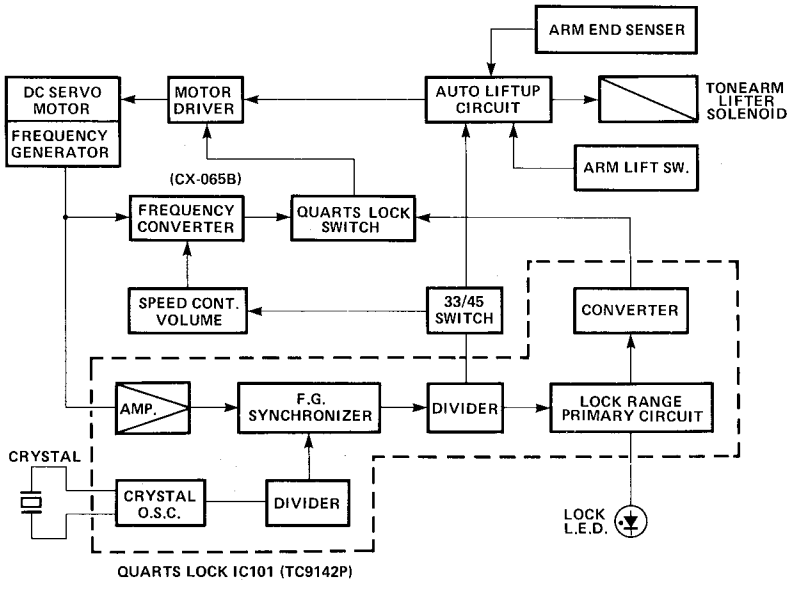 ARM END SENSER
DC SERVO
MOTOR
FREQUENCY
GENERATOR
MOTOR
DRIVER
AUTO LIFTUP
CIRCUIT
TONEARM
LIFTER
SOLENOID
ARM LIFT SW.
(CX-065B)
FREQUENCY
CONVERTER
QUARTS LOCK
SWITCH
SPEED CONT.
VOLUME
33/45
SWITCH
CONVERTER
AMP.
F.G.
SYNCHRONIZER
DIVIDER
LOCK RANGE
PRIMARY CIRCUIT
CRYSTAL
CRYSTAL
O.S.C.
DIVIDER
LOCK
L.E.D.
QUARTS LOCK IC101 (TC9142P)